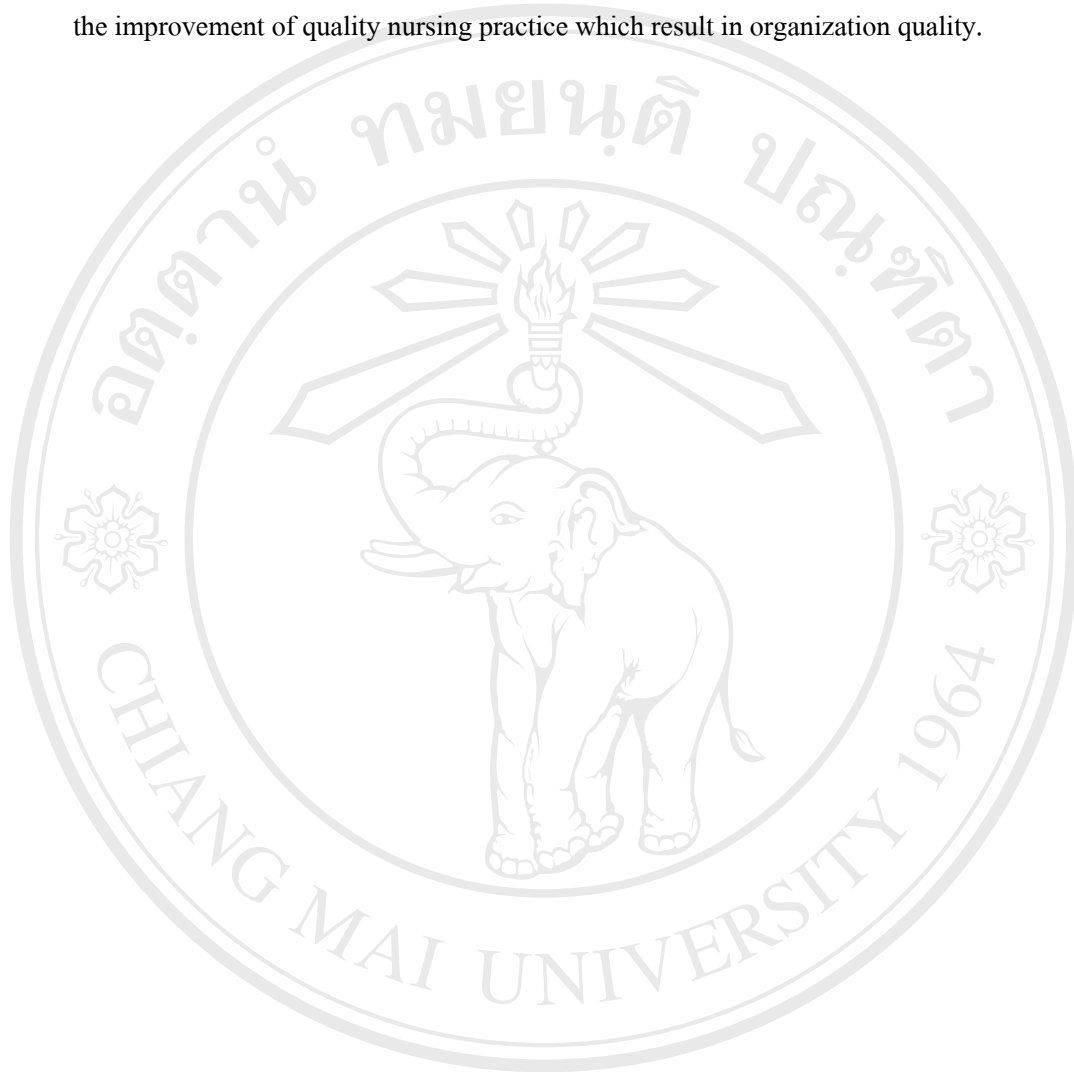 the improvement of quality nursing practice which result in organization quality.
อตฺตานํ ทมยนฺติ ปณฺฑิตา
CHIANG MAI UNIVERSITY 1964